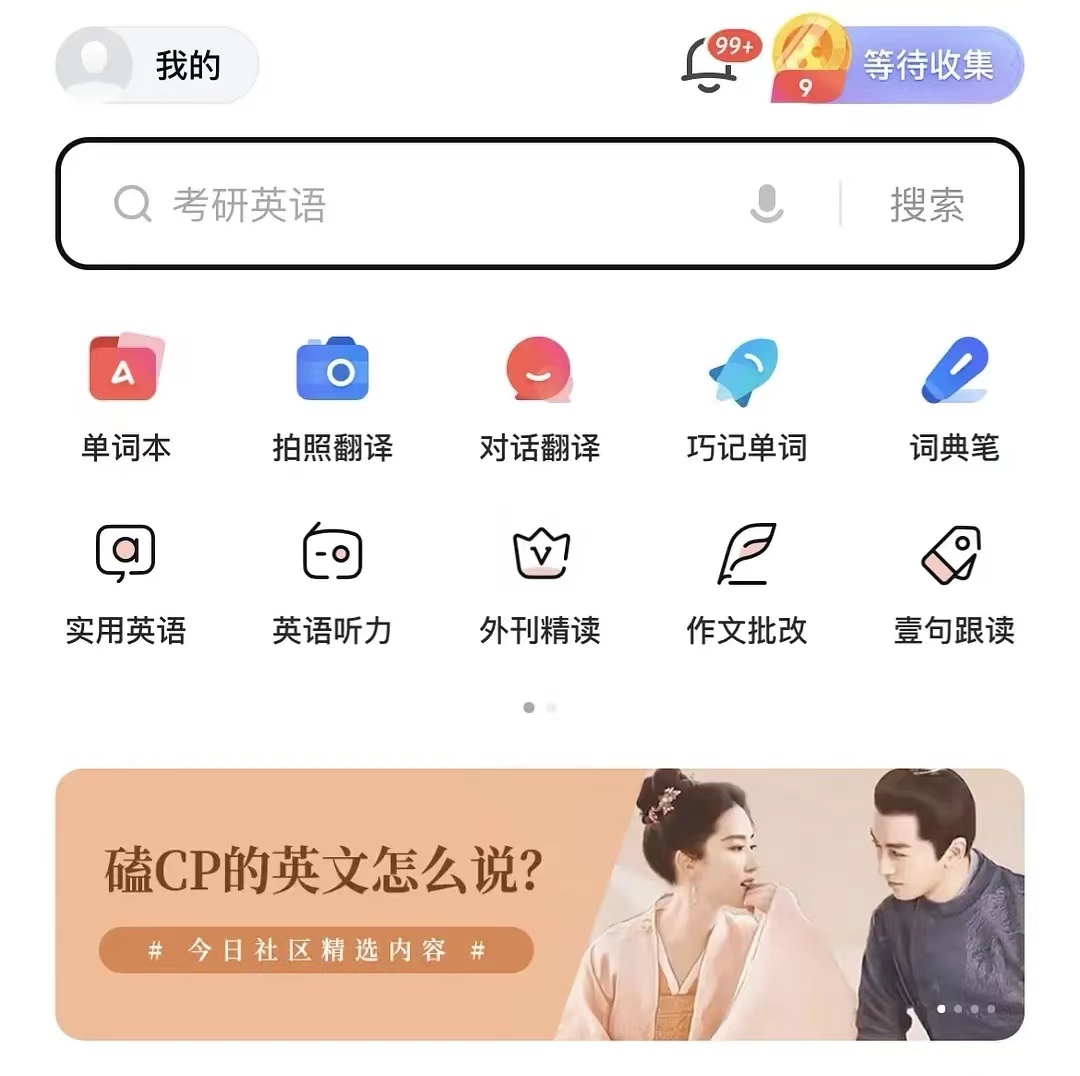 我的
99+
9
等待收集
考研英语
搜索
单词本
拍照翻译
对话翻译
巧记单词
词典笔
实用英语
英语听力
外刊精读
作文批改
壹句跟读
磕CP的英文怎么说?
# 今日社区精选内容 #